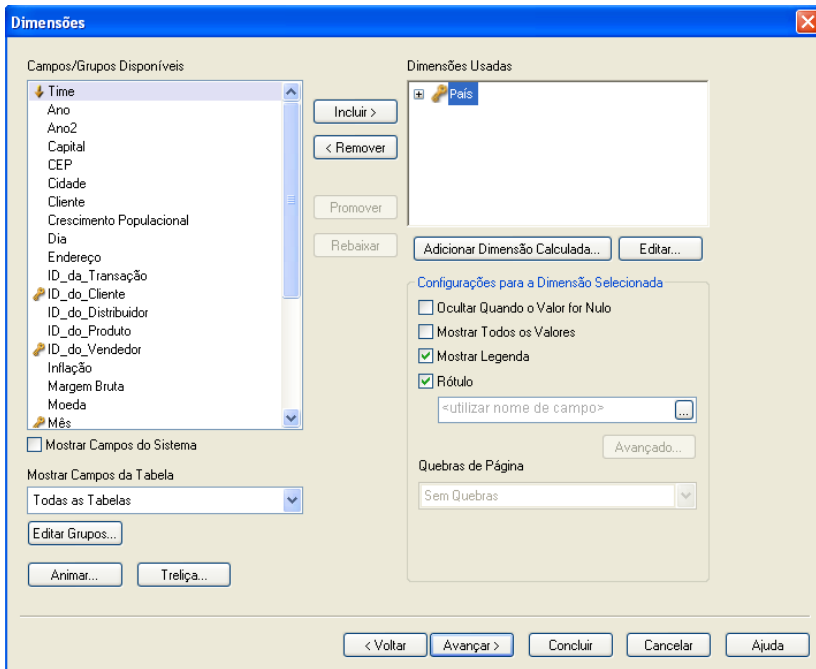 Dimensões
Campos/Grupos Disponíveis
Time
Ano
Ano2
Capital
CEP
Cidade
Cliente
Crescimento Populacional
Dia
Endereço
ID_da_Transação
ID_do_Cliente
ID_do_Distribuidor
ID_do_Produto
ID_do_Vendedor
Inflação
Margem Bruta
Moeda
Mês
Mostrar Campos do Sistema
Mostrar Campos da Tabela
Todas as Tabelas
Editar Grupos...
Animar...
Treliça...
Incluir >
< Remover
Promover
Rebaixar
Dimensões Usadas
País
Adicionar Dimensão Calculada...
Editar...
Configurações para a Dimensão Selecionada
Ocultar Quando o Valor for Nulo
Mostrar Todos os Valores
Mostrar Legenda
Rótulo
<utilizar nome de campo>
...
Avançado...
Quebras de Página
Sem Quebras
< Voltar
Avançar >
Concluir
Cancelar
Ajuda